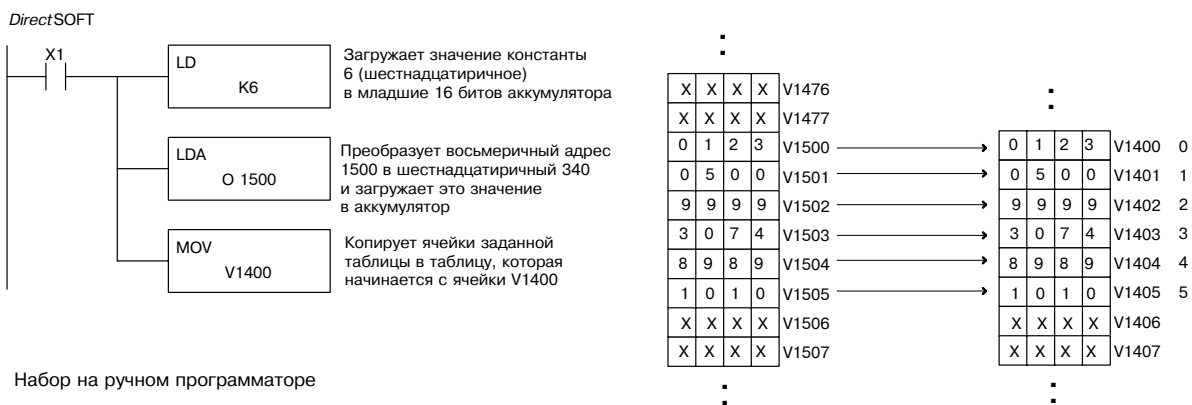 DirectSOFT
X1
LD
K6
Загружает значение константы
6 (шестнадцатиричное)
в младшие 16 битов аккумулятора
LDA
O 1500
Преобразует восьмеричный адрес
1500 в шестнадцатиричный 340
и загружает это значение
в аккумулятор
MOV
V1400
Копирует ячейки заданной
таблицы в таблицу, которая
начинается с ячейки V1400
X X X X V1476
X X X X V1477
0 1 2 3 V1500
0 5 0 0 V1501
9 9 9 9 V1502
3 0 7 4 V1503
8 9 8 9 V1504
1 0 1 0 V1505
X X X X V1506
X X X X V1507
0 1 2 3 V1400 0
0 5 0 0 V1401 1
9 9 9 9 V1402 2
3 0 7 4 V1403 3
8 9 8 9 V1404 4
1 0 1 0 V1405 5
X X X X V1406
X X X X V1407
Набор на ручном программаторе